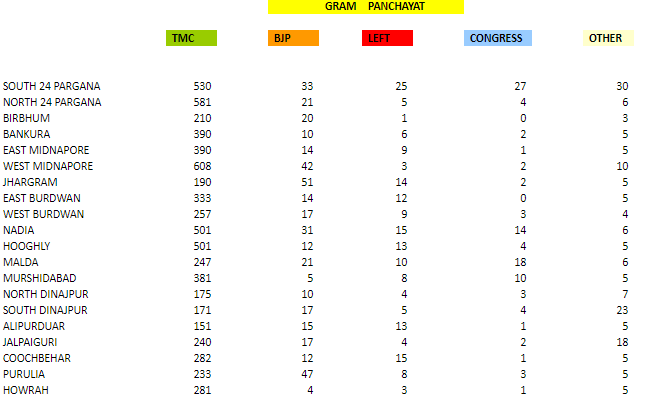 GRAM PANCHAYAT
TMC BJP LEFT CONGRESS OTHER
SOUTH 24 PARGANA 530 33 25 27 30
NORTH 24 PARGANA 581 21 5 4 6
BIRBHUM 210 20 1 0 3
BANKURA 390 10 6 2 5
EAST MIDNAPORE 390 14 9 1 5
WEST MIDNAPORE 608 42 3 2 10
JHARGRAM 190 51 14 2 5
EAST BURDWAN 333 14 12 0 5
WEST BURDWAN 257 17 9 3 4
NADIA 501 31 15 14 6
HOOGHLY 501 12 13 4 5
MALDA 247 21 10 18 6
MURSHIDABAD 381 5 8 10 5
NORTH DINAJPUR 175 10 4 3 7
SOUTH DINAJPUR 171 17 5 4 23
ALIPURDUAR 151 15 13 1 5
JALPAIGURI 240 17 4 2 18
COOCHBEHAR 282 12 15 1 5
PURULIA 233 47 8 3 5
HOWRAH 281 4 3 1 5